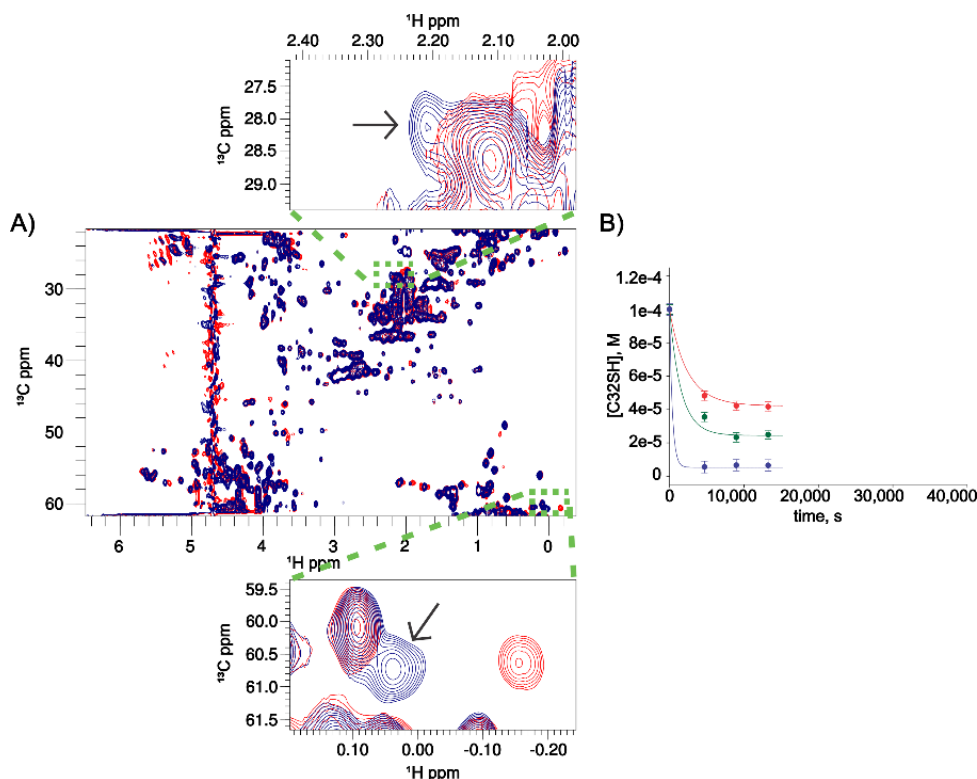 ¹H ppm
2.40 2.30 2.20 2.10 2.00
27.5
28.0
28.5
29.0
¹³C ppm
A)
30
40
50
60
¹³C ppm
6 5 4 3 2 1 0
¹H ppm
B)
1.2e-4
1e-4
8e-5
6e-5
4e-5
2e-5
0
[C32SH], M
0 10,000 20,000 30,000 40,000
time, s
59.5
60.0
60.5
61.0
61.5
¹³C ppm
0.10 0.00 -0.10 -0.20
¹H ppm